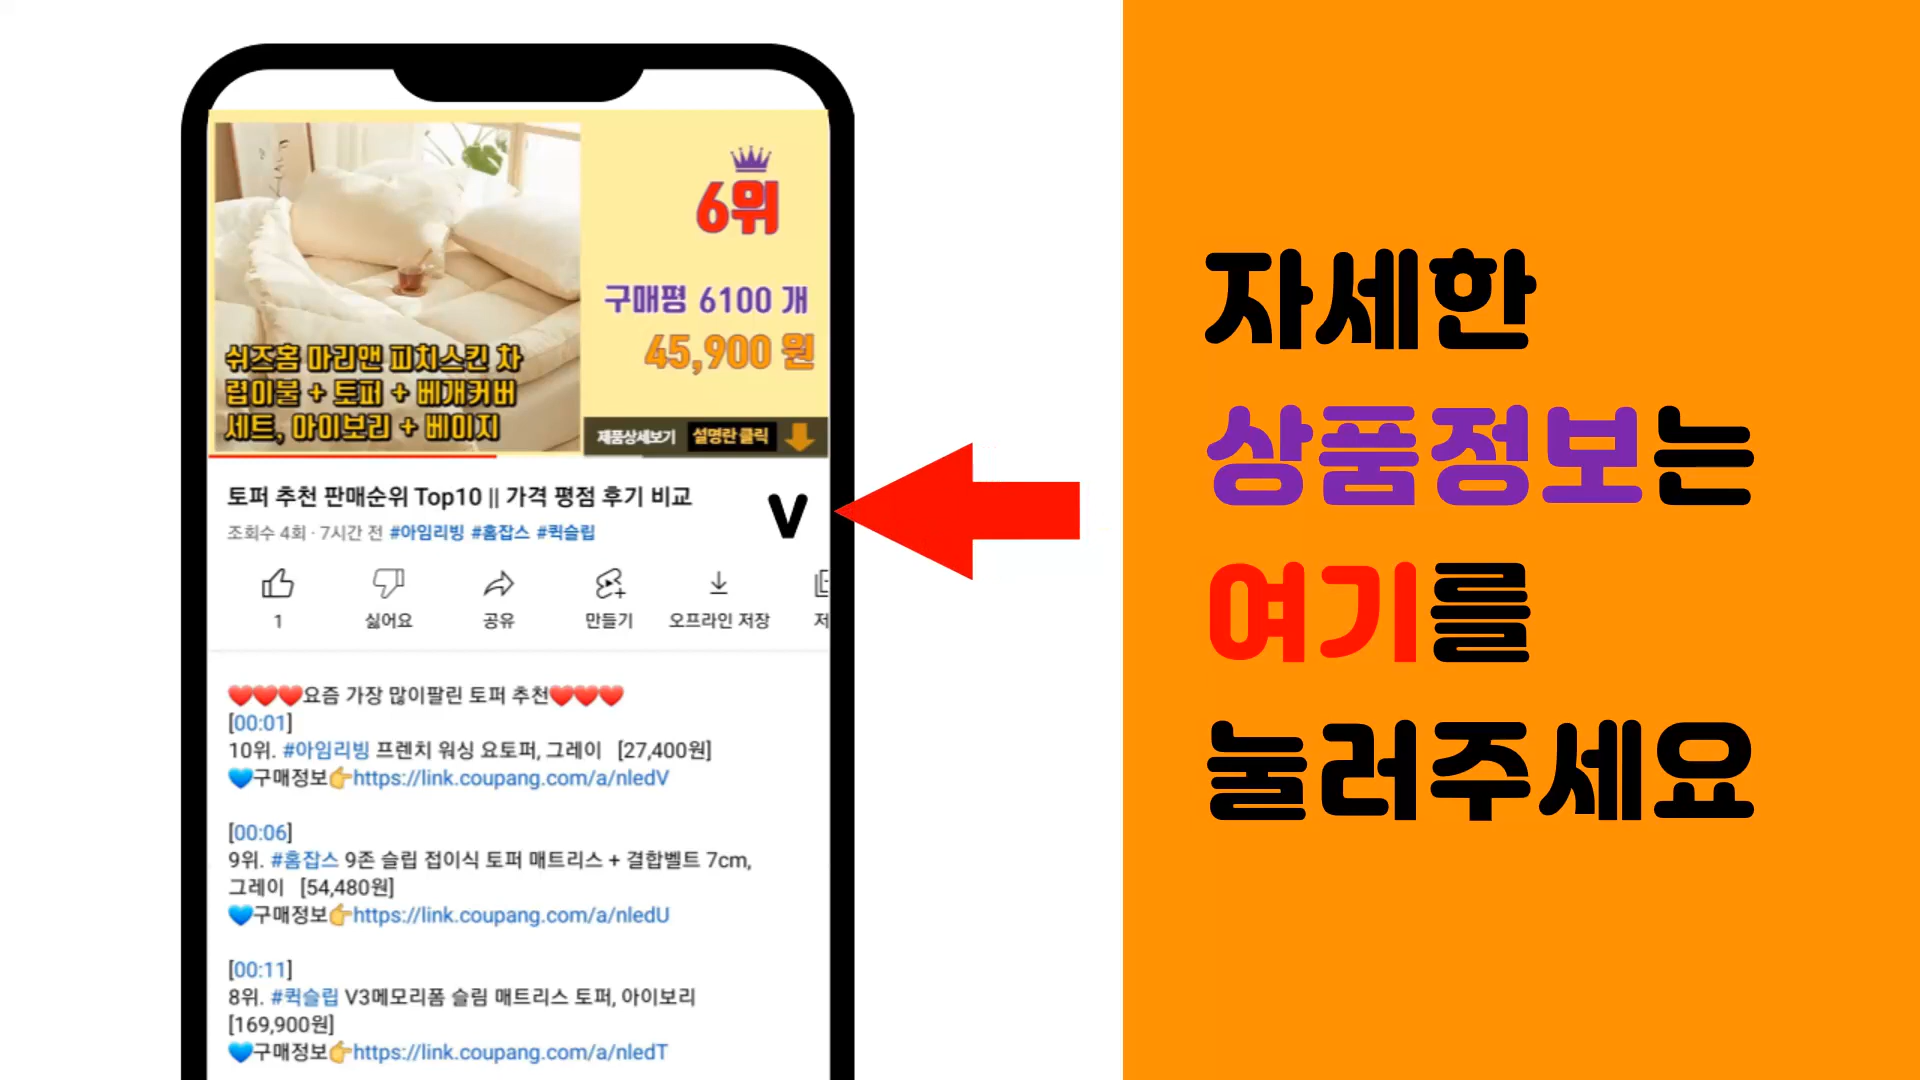 6위
구매평 6100 개
45,900 원
쉬즈홈 마리앤 피치스킨 차
렵이불 + 토퍼 + 베개커버
세트, 아이보리 + 베이지
제품상세보기 설명란 클릭
토퍼 추천 판매순위 Top10 || 가격 평점 후기 비교
V
조회수 4회 · 7시간 전 #아임리빙 #홈잡스 #퀵슬립
1 싫어요 공유 만들기 오프라인 저장 저
❤️❤️❤️요즘 가장 많이팔린 토퍼 추천❤️❤️❤️
[00:01]
10위. #아임리빙 프렌치 워싱 요토퍼, 그레이 [27,400원]
💙구매정보👉https://link.coupang.com/a/nledV
[00:06]
9위. #홈잡스 9존 슬립 접이식 토퍼 매트리스 + 결합벨트 7cm,
그레이 [54,480원]
💙구매정보👉https://link.coupang.com/a/nledU
[00:11]
8위. #퀵슬립 V3메모리폼 슬림 매트리스 토퍼, 아이보리
[169,900원]
💙구매정보👉https://link.coupang.com/a/nledT
자세한
상품정보는
여기를
눌러주세요